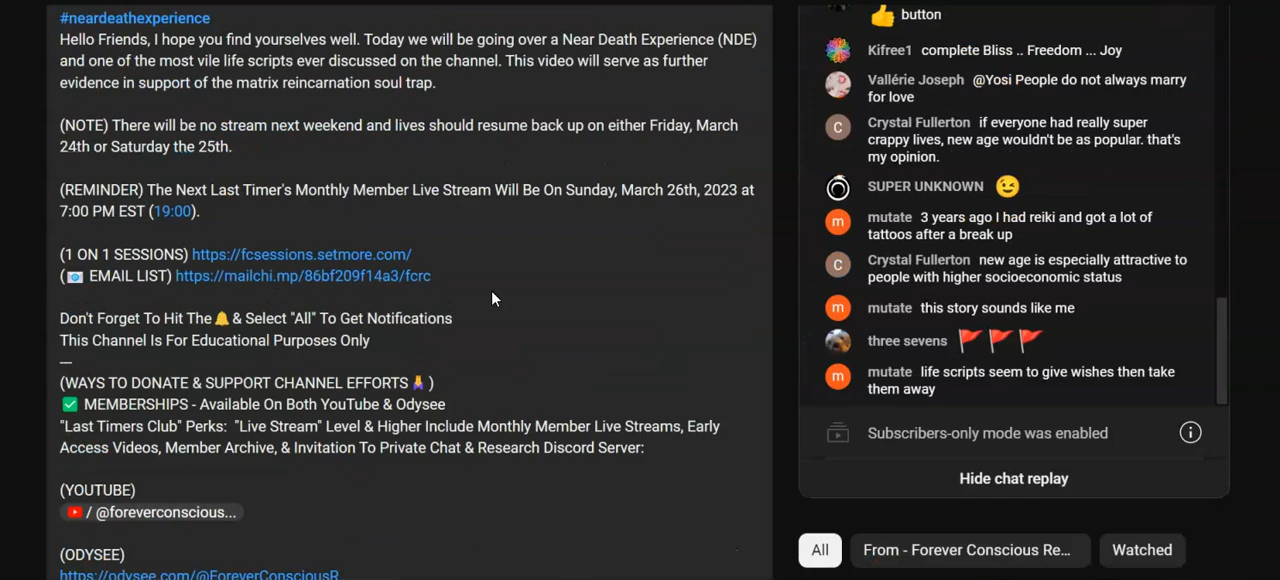 #neardeathexperience
Hello Friends, I hope you find yourselves well. Today we will be going over a Near Death Experience (NDE)
and one of the most vile life scripts ever discussed on the channel. This video will serve as further
evidence in support of the matrix reincarnation soul trap.
(NOTE) There will be no stream next weekend and lives should resume back up on either Friday, March
24th or Saturday the 25th.
(REMINDER) The Next Last Timer's Monthly Member Live Stream Will Be On Sunday, March 26th, 2023 at
7:00 PM EST (19:00).
(1 ON 1 SESSIONS) https://fcsessions.setmore.com/
(📧 EMAIL LIST) https://mailchi.mp/86bf209f14a3/fcrc
Don't Forget To Hit The🔔& Select "All" To Get Notifications
This Channel Is For Educational Purposes Only
—
(WAYS TO DONATE & SUPPORT CHANNEL EFFORTS🙏)
✅ MEMBERSHIPS - Available On Both YouTube & Odysee
"Last Timers Club" Perks: "Live Stream" Level & Higher Include Monthly Member Live Streams, Early
Access Videos, Member Archive, & Invitation To Private Chat & Research Discord Server:
(YOUTUBE)
/ @foreverconscious...
(ODYSEE)
https://odysee.com/@ForeverConsciousR
👍 button
Kifree1 complete Bliss .. Freedom ... Joy
Vallérie Joseph @Yosi People do not always marry
for love
C Crystal Fullerton if everyone had really super
crappy lives, new age wouldn't be as popular. that's
my opinion.
SUPER UNKNOWN 😉
m mutate 3 years ago I had reiki and got a lot of
tattoos after a break up
C Crystal Fullerton new age is especially attractive to
people with higher socioeconomic status
m mutate this story sounds like me
three sevens 🚩🚩🚩
m mutate life scripts seem to give wishes then take
them away
Subscribers-only mode was enabled
Hide chat replay
All From - Forever Conscious Re... Watched